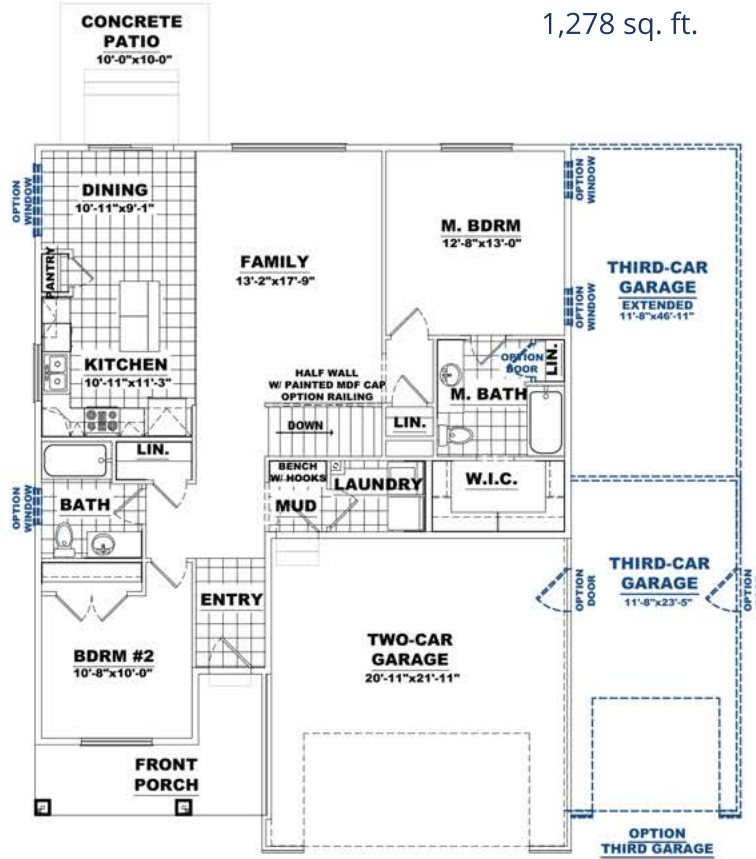 1,278 sq. ft.
CONCRETE
PATIO
10'-0"x10-0"
OPTION
WINDOW
DINING
10'-11"x9'-1"
PANTRY
FAMILY
13'-2"x17'-9"
M. BDRM
12'-8"x13'-0"
OPTION
WINDOW
OPTION
WINDOW
THIRD-CAR
GARAGE
EXTENDED
11'-8"x46'-11"
KITCHEN
10'-11"x11'-3"
HALF WALL
W/ PAINTED MDF CAP
OPTION RAILING
DOWN
LIN.
OPTION
DOOR
LIN.
M. BATH
LIN.
BENCH
W/ HOOKS
MUD
LAUNDRY
W.I.C.
OPTION
WINDOW
BATH
ENTRY
THIRD-CAR
GARAGE
11'-8"x23'-5"
OPTION
DOOR
OPTION
BDRM #2
10'-8"x10'-0"
TWO-CAR
GARAGE
20'-11"x21'-11"
FRONT
PORCH
OPTION
THIRD GARAGE